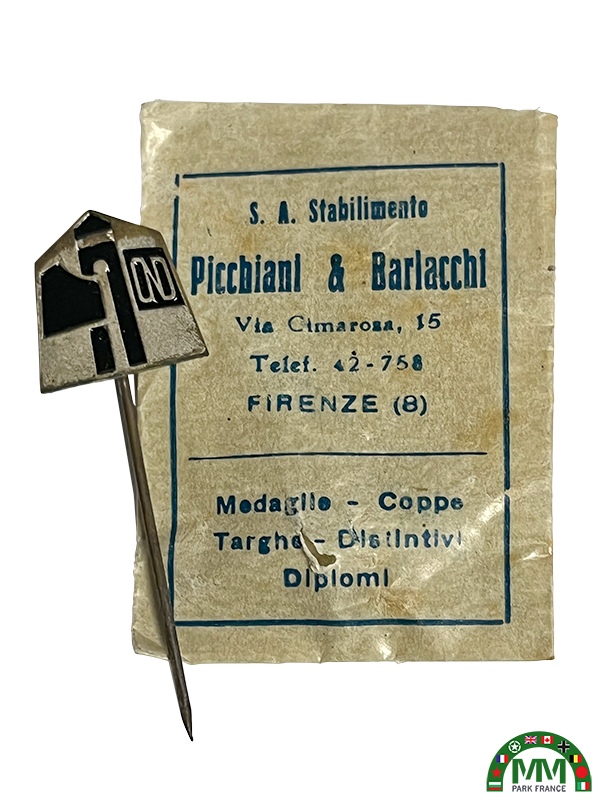 OND
S. A. Stabilimento
Picchiani & Barlacchi
Via Cimarosa, 15
Telef. 42-758
FIRENZE (8)
Medaglie - Coppe
Targhe - Distintivi
Diplomi
MM
PARK FRANCE